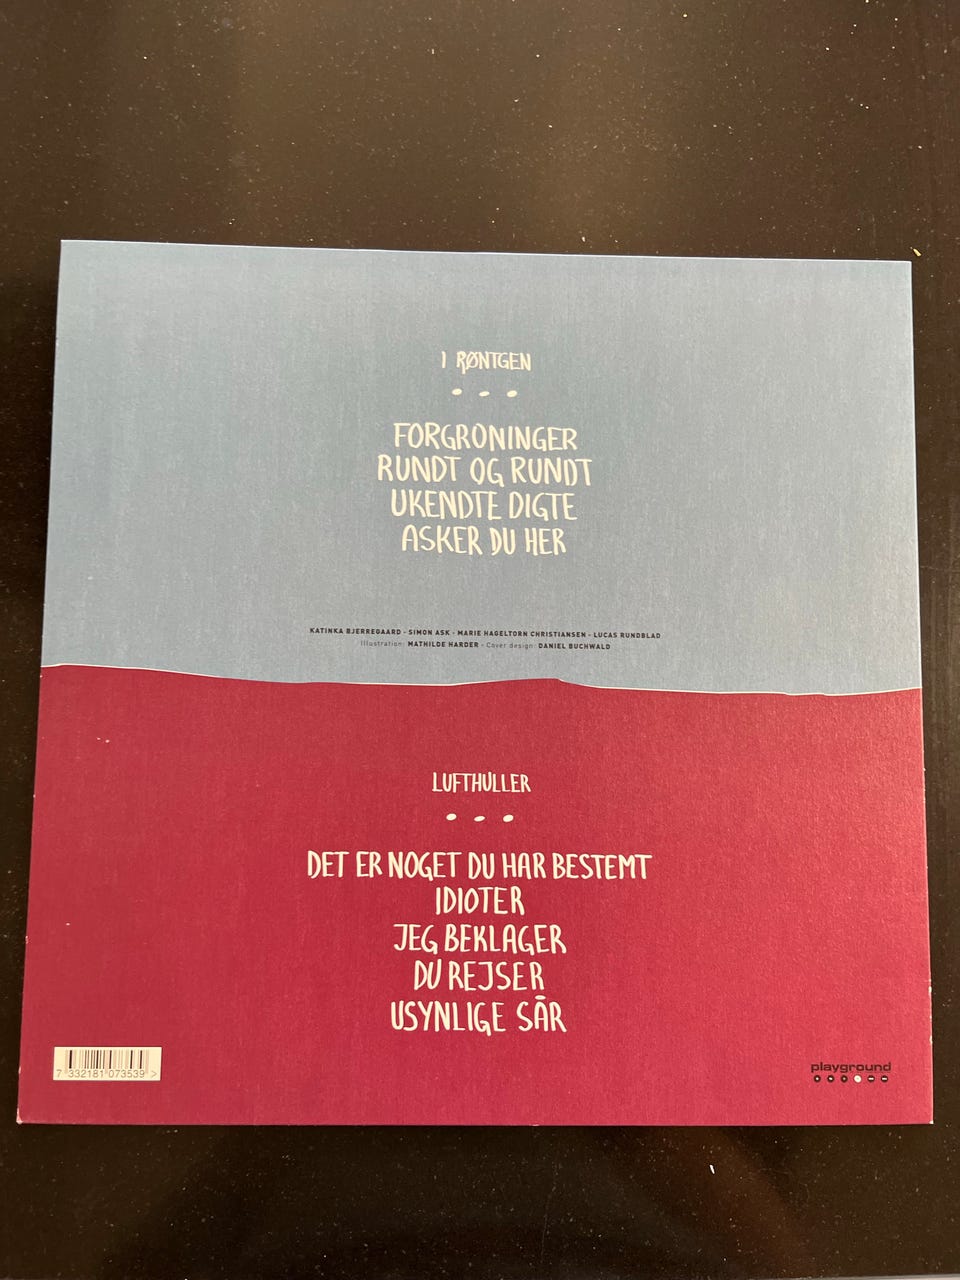 I RØNTGEN
FORGRONINGER
RUNDT OG RUNDT
UKENDTE DIGTE
ASKER DU HER
KATINKA BJERREGAARD - SIMON ASK - MARIE HAGELTORN CHRISTIANSEN - LUCAS RUNDBLAD
Illustration: MATHILDE HARDER - Cover design: DANIEL BUCHWALD
LUFTHULLER
DET ER NOGET DU HAR BESTEMT
IDIOTER
JEG BEKLAGER
DU REJSER
USYNLIGE SÅR
7 332181 073539 >
playground